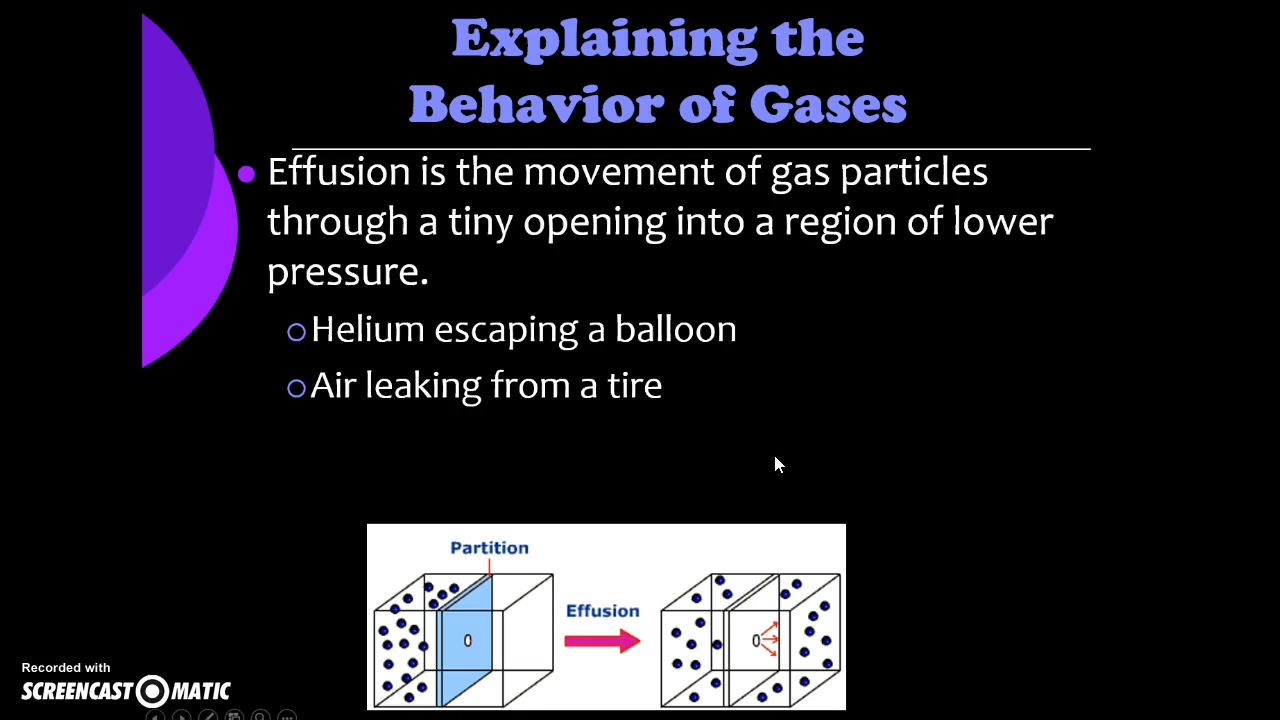 Explaining the
Behavior of Gases
Effusion is the movement of gas particles
through a tiny opening into a region of lower
pressure.
Helium escaping a balloon
Air leaking from a tire
Partition
Effusion
Recorded with
SCREENCAST-O-MATIC